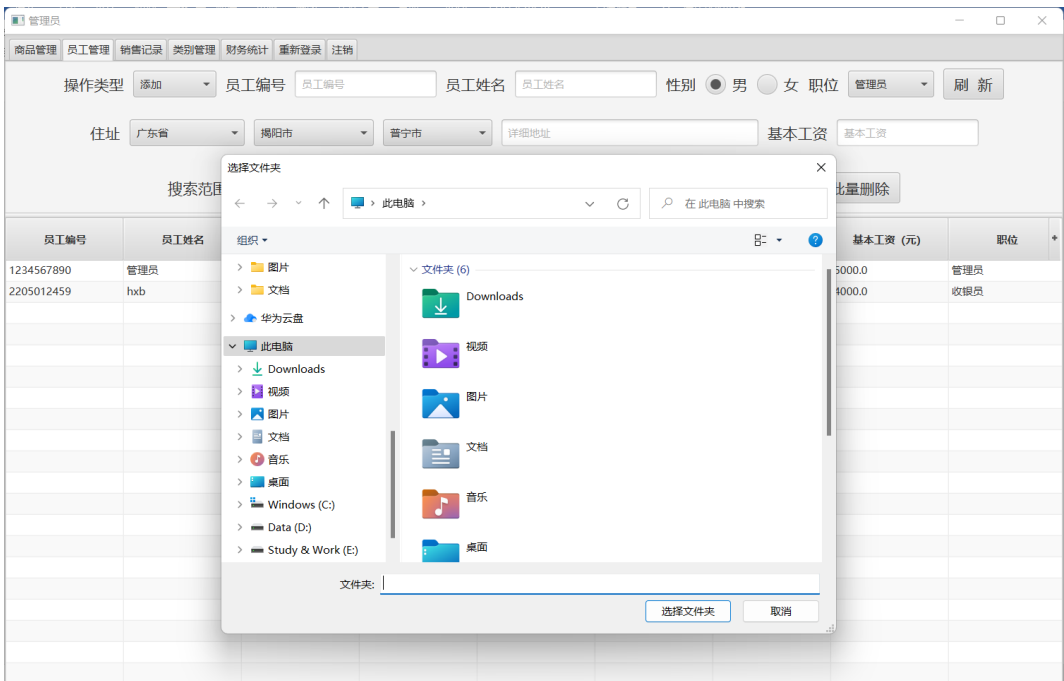 管理员
商品管理 员工管理 销售记录 类别管理 财务统计 重新登录 注销
操作类型 添加 员工编号 员工编号 员工姓名 员工姓名 性别 男 女 职位 管理员 刷 新
住址 广东省 揭阳市 普宁市 详细地址 基本工资 基本工资
搜索范围 批量删除
选择文件夹
此电脑 在 此电脑 中搜索
组织
图片
文档
华为云盘
此电脑
Downloads
视频
图片
文档
音乐
桌面
Windows (C:)
Data (D:)
Study & Work (E:)
文件夹 (6)
Downloads
视频
图片
文档
音乐
桌面
文件夹:
选择文件夹 取消
员工编号 员工姓名 基本工资（元） 职位
1234567890 管理员 000.0 管理员
2205012459 hxb 000.0 收银员